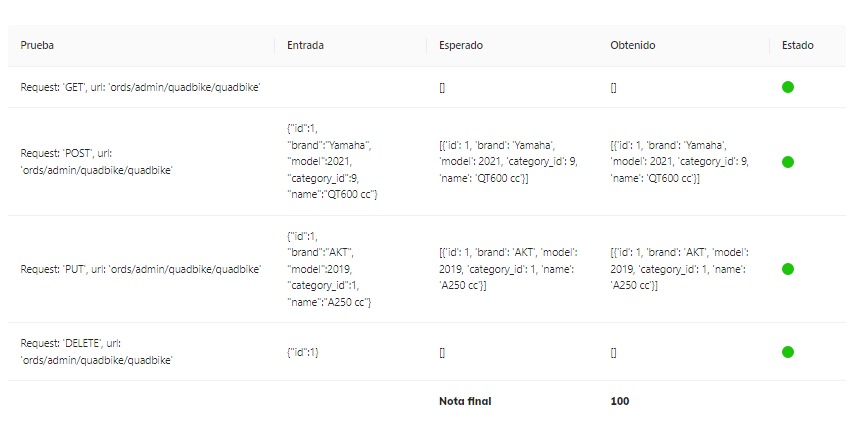 Prueba Entrada Esperado Obtenido Estado
Request: 'GET', url: 'ords/admin/quadbike/quadbike' [] []
Request: 'POST', url:
'ords/admin/quadbike/quadbike'
{"id":1,
"brand":"Yamaha",
"model":2021,
"category_id":9,
"name":"QT600 cc"}
[{'id': 1, 'brand': 'Yamaha',
'model': 2021, 'category_id': 9,
'name': 'QT600 cc'}]
[{'id': 1, 'brand': 'Yamaha',
'model': 2021, 'category_id': 9,
'name': 'QT600 cc'}]
Request: 'PUT', url: 'ords/admin/quadbike/quadbike'
{"id":1,
"brand":"AKT",
"model":2019,
"category_id":1,
"name":"A250 cc"}
[{'id': 1, 'brand': 'AKT', 'model':
2019, 'category_id': 1, 'name':
'A250 cc'}]
[{'id': 1, 'brand': 'AKT', 'model':
2019, 'category_id': 1, 'name':
'A250 cc'}]
Request: 'DELETE', url:
'ords/admin/quadbike/quadbike'
{"id":1}
[]
[]
Nota final 100